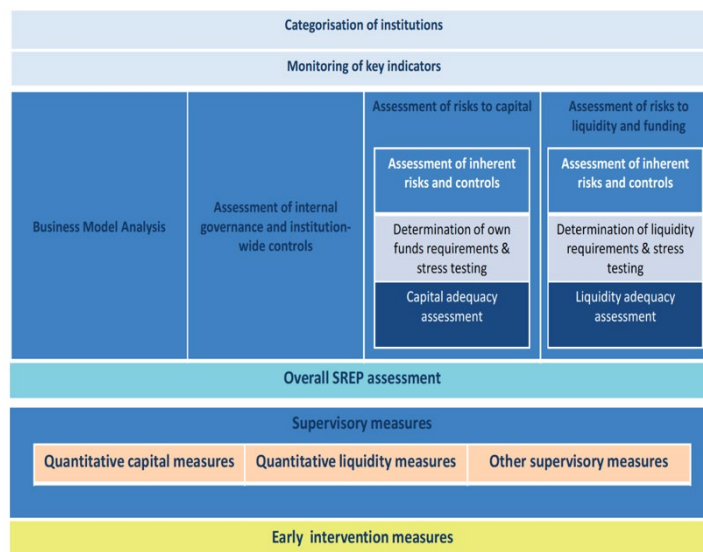 Categorisation of institutions
Monitoring of key indicators
Business Model Analysis
Assessment of internal
governance and institution-
wide controls
Assessment of risks to capital
Assessment of inherent
risks and controls
Determination of own
funds requirements &
stress testing
Capital adequacy
assessment
Assessment of risks to
liquidity and funding
Assessment of inherent
risks and controls
Determination of liquidity
requirements & stress
testing
Liquidity adequacy
assessment
Overall SREP assessment
Supervisory measures
Quantitative capital measures
Quantitative liquidity measures
Other supervisory measures
Early intervention measures